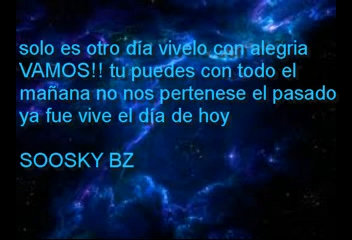 solo es otro día vivelo con alegria
VAMOS!! tu puedes con todo el
mañana no nos pertenese el pasado
ya fue vive el día de hoy
SOOSKY BZ